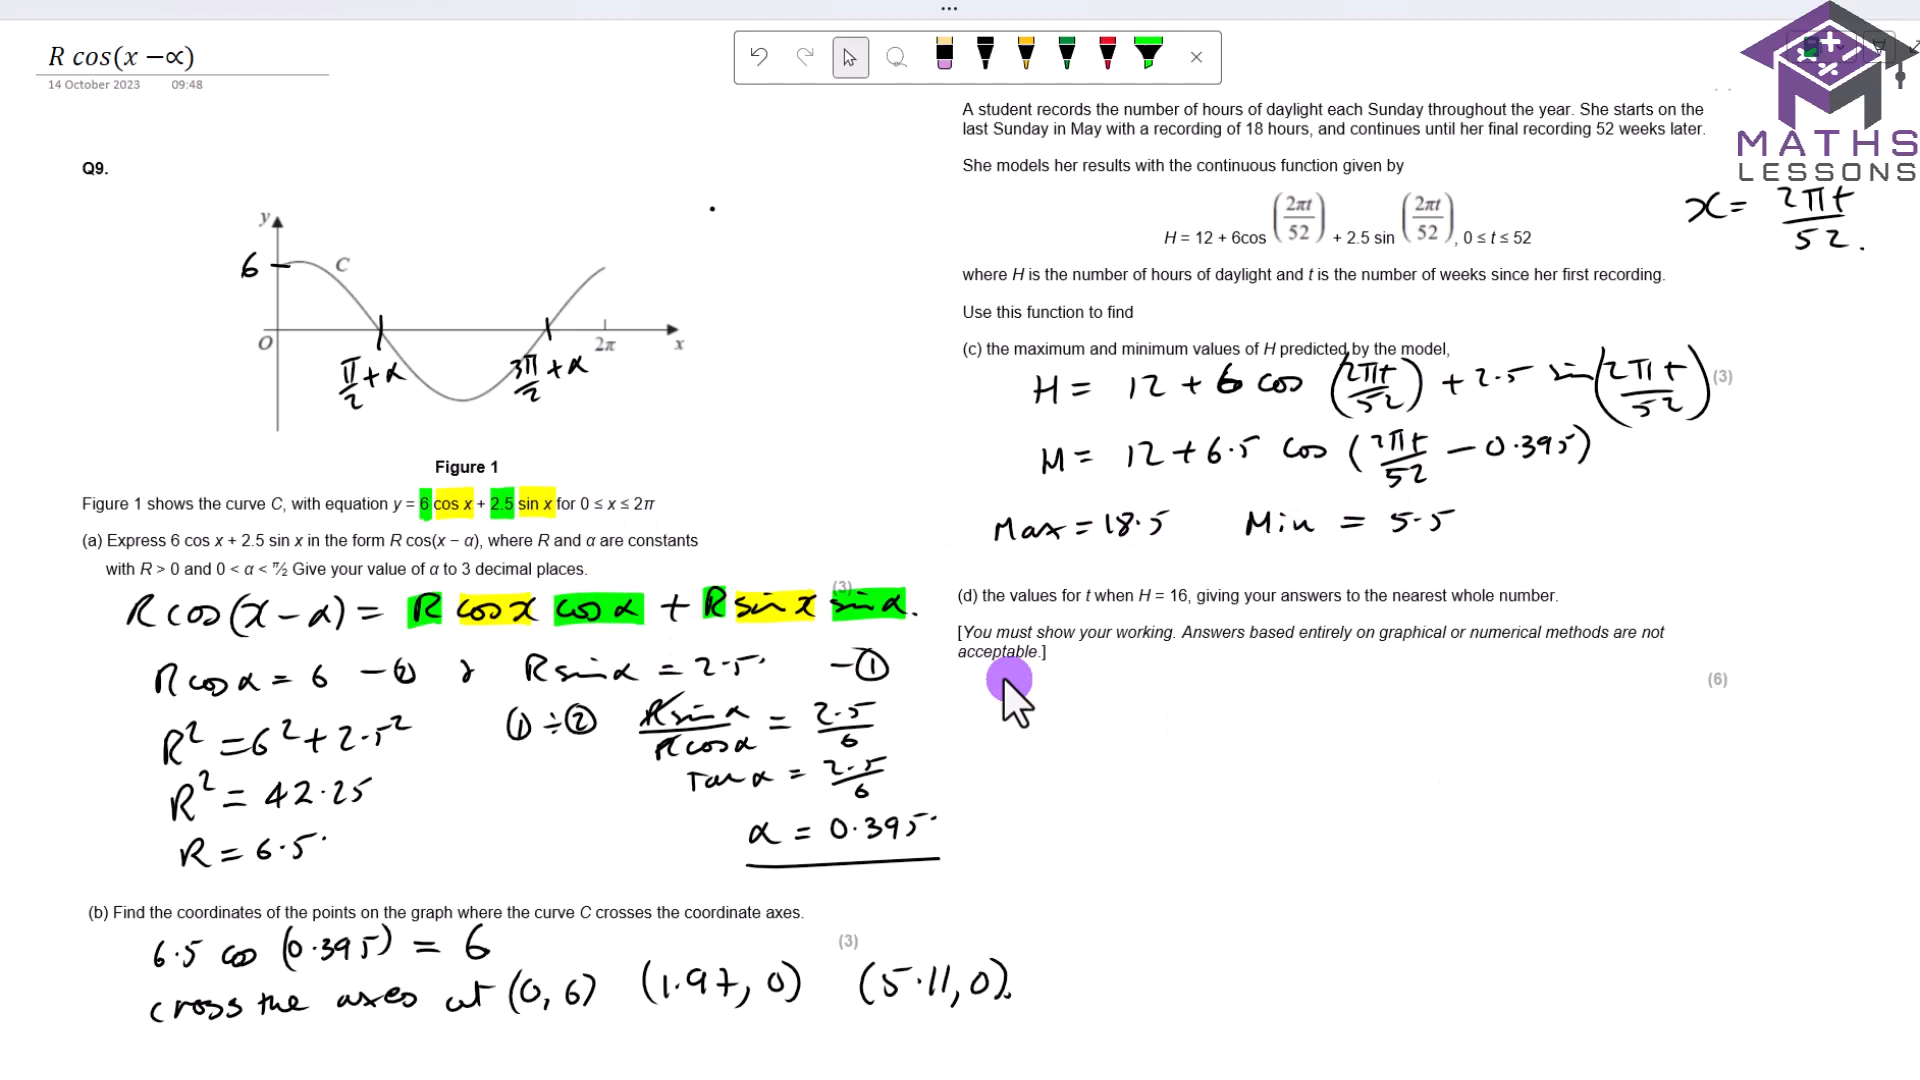 R cos(x −∝)
14 October 2023 09:48
Q9.
y
6
C
O
π/2 + α
3π/2 + α
2π
x
Figure 1
Figure 1 shows the curve C, with equation y = 6 cos x + 2.5 sin x for 0 ≤ x ≤ 2π
(a) Express 6 cos x + 2.5 sin x in the form R cos(x − α), where R and α are constants
with R > 0 and 0 < α < π/2 Give your value of α to 3 decimal places.
(3)
R cos(x − α) = R cos x cos α + R sin x sin α.
R cos α = 6 − ② & R sin α = 2.5 − ①
R² = 6² + 2.5² ① ÷ ② R sin α / R cos α = 2.5/6
R² = 42.25 Tan α = 2.5/6
R = 6.5 α = 0.395
(b) Find the coordinates of the points on the graph where the curve C crosses the coordinate axes.
(3)
6.5 cos (0.395) = 6
cross the axes at (0, 6) (1.97, 0) (5.11, 0).
A student records the number of hours of daylight each Sunday throughout the year. She starts on the
last Sunday in May with a recording of 18 hours, and continues until her final recording 52 weeks later.
She models her results with the continuous function given by
H = 12 + 6cos (2πt/52) + 2.5 sin (2πt/52), 0 ≤ t ≤ 52
where H is the number of hours of daylight and t is the number of weeks since her first recording.
Use this function to find
(c) the maximum and minimum values of H predicted by the model,
(3)
H = 12 + 6 cos (2πt/52) + 2.5 sin (2πt/52)
H = 12 + 6.5 cos (2πt/52 − 0.395)
Max = 18.5 Min = 5.5
(d) the values for t when H = 16, giving your answers to the nearest whole number.
[You must show your working. Answers based entirely on graphical or numerical methods are not
acceptable.]
(6)
MATHS
LESSONS
x = 2πt/52.